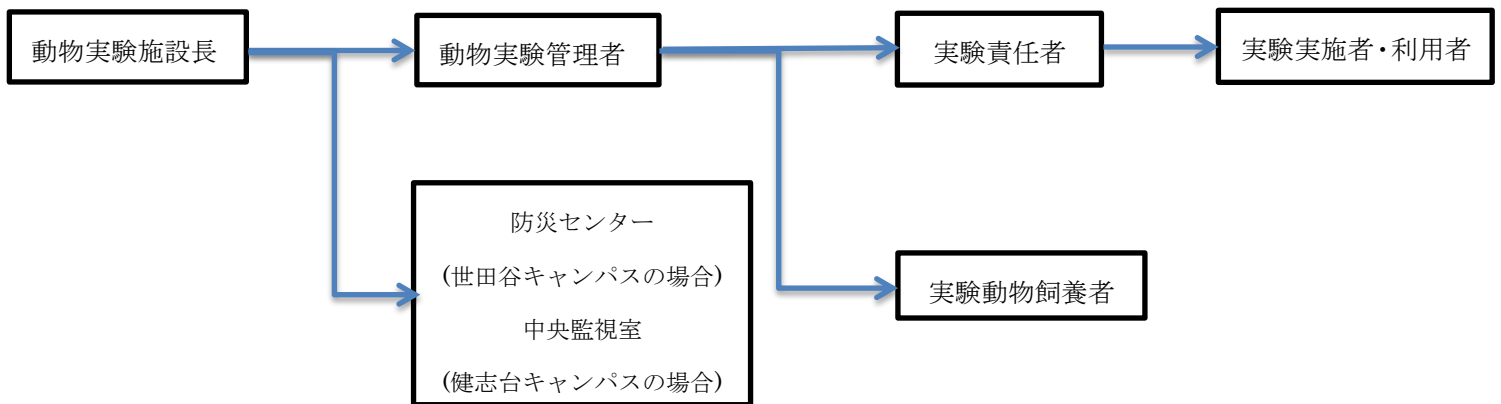 動物実験施設長
動物実験管理者
実験責任者
実験実施者・利用者
防災センター
(世田谷キャンパスの場合)
中央監視室
(健志台キャンパスの場合)
実験動物飼養者